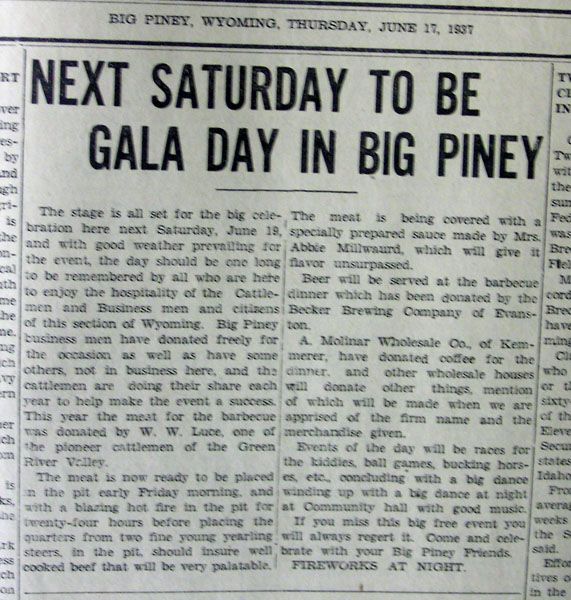 BIG PINEY, WYOMING, THURSDAY, JUNE 17, 1937
NEXT SATURDAY TO BE
GALA DAY IN BIG PINEY
The stage is all set for the big cele-
bration here next Saturday, June 19,
and with good weather prevailing for
the event, the day should be one long
to be remembered by all who are here
to enjoy the hospitality of the Cattle-
men and Business men and citizens
of this section of Wyoming. Big Piney
business men have donated freely for
the occasion as well as have some
others, not in business here, and the
cattlemen are doing their share each
year to help make the event a success.
This year the meat for the barbecue
was donated by W. W. Luce, one of
the pioneer cattlemen of the Green
River Valley.
The meat is now ready to be placed
in the pit early Friday morning, and
with a blazing hot fire in the pit for
twenty-four hours before placing the
quarters from two fine young yearling
steers, in the pit, should insure well
cooked beef that will be very palatable.
The meat is being covered with a
specially prepared sauce made by Mrs.
Abbie Millwaurd, which will give it
flavor unsurpassed.
Beer will be served at the barbecue
dinner which has been donated by the
Becker Brewing Company of Evans-
ton.
A. Molinar Wholesale Co., of Kem-
merer, have donated coffee for the
dinner, and other wholesale houses
will donate other things, mention
of which will be made when we are
apprised of the firm name and the
merchandise given.
Events of the day will be races for
the kiddies, ball games, bucking hors-
es, etc., concluding with a big dance
winding up with a big dance at night
at Community hall with good music.
If you miss this big free event you
will always regret it. Come and cele-
brate with your Big Piney Friends.
FIREWORKS AT NIGHT.